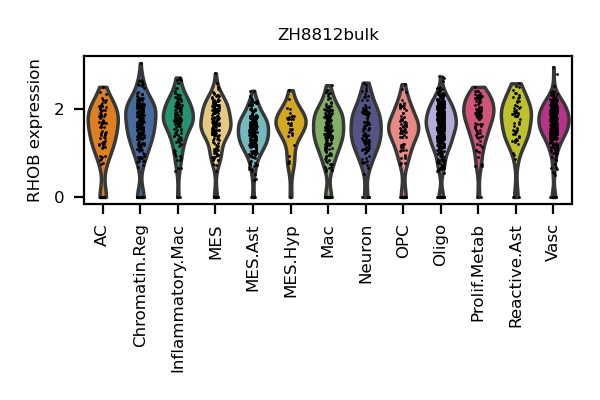 ZH8812bulk
RHOB expression
2
0
AC
Chromatin.Reg
Inflammatory.Mac
MES
MES.Ast
MES.Hyp
Mac
Neuron
OPC
Oligo
Prolif.Metab
Reactive.Ast
Vasc